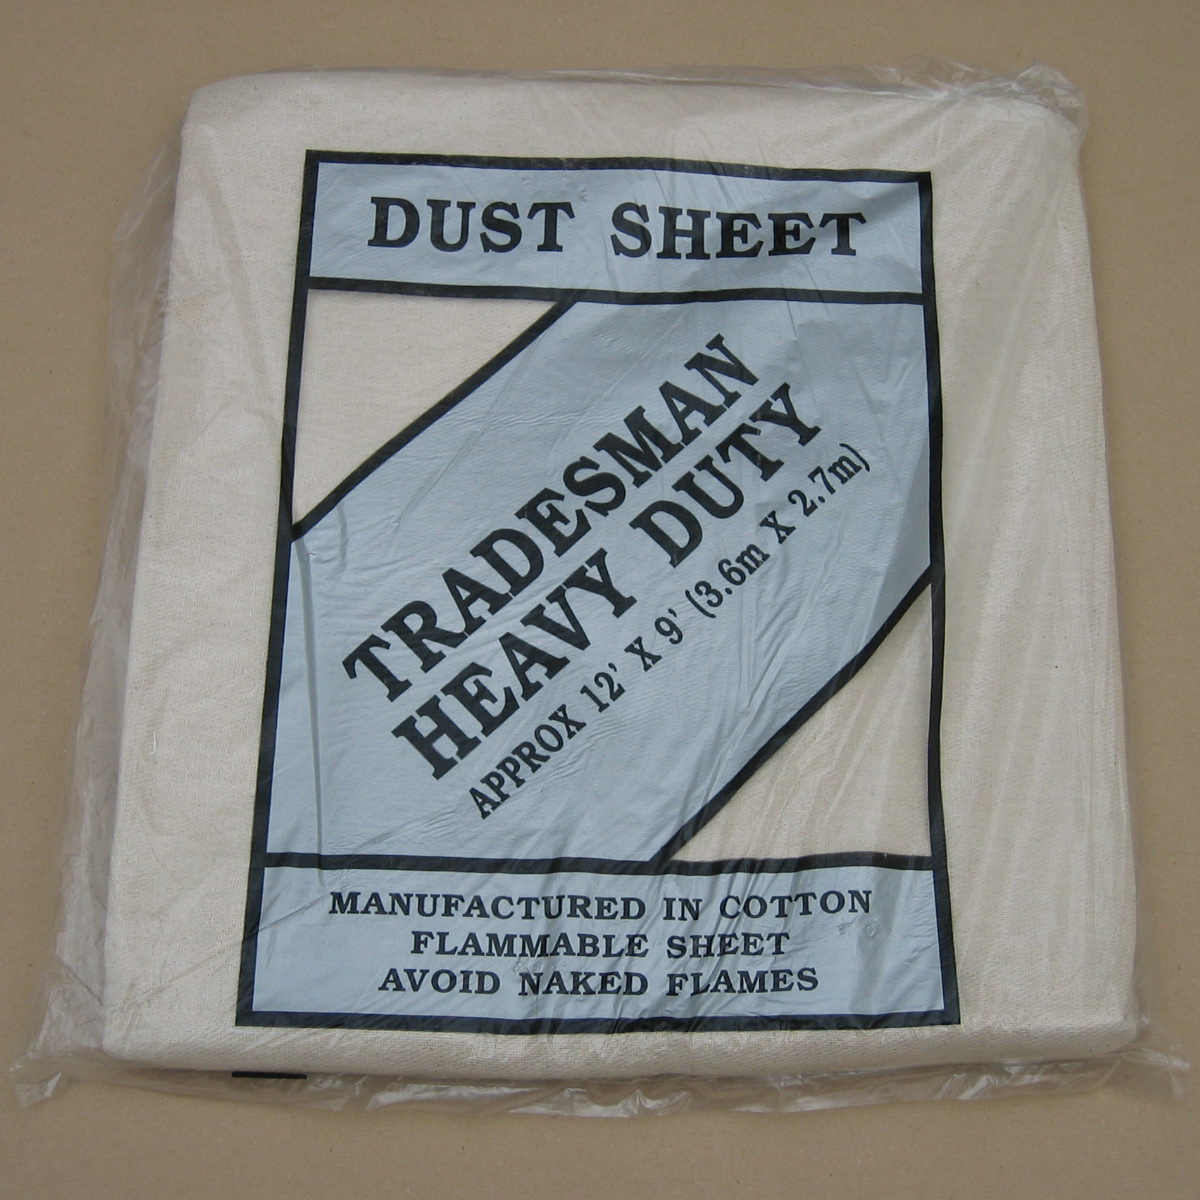 DUST SHEET
TRADESMAN
HEAVY DUTY
APPROX 12' X 9' (3.6m X 2.7m)
MANUFACTURED IN COTTON
FLAMMABLE SHEET
AVOID NAKED FLAMES